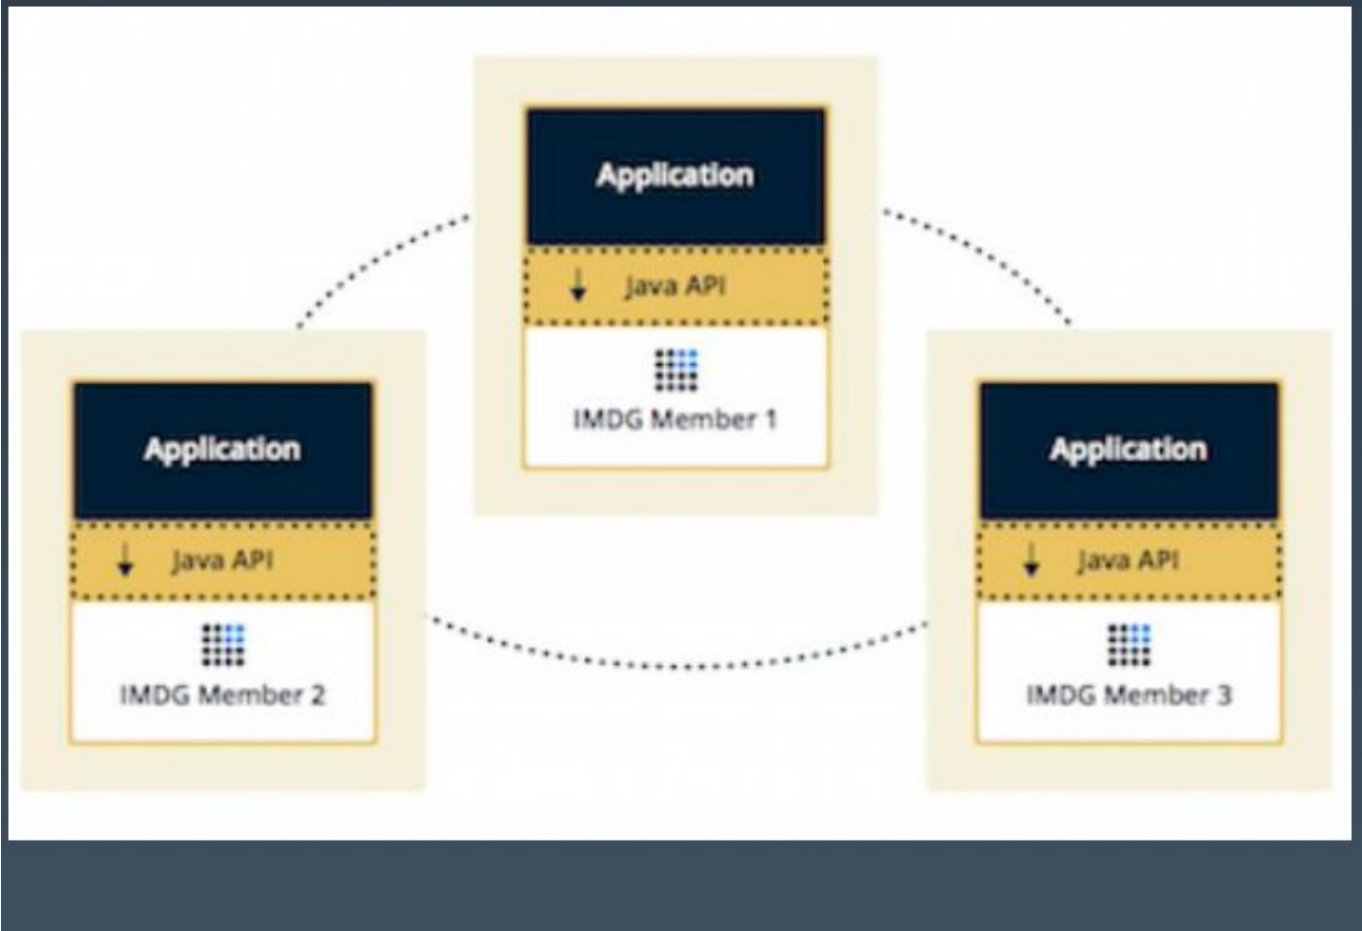 Application
Java API
IMDG Member 1
Application
Java API
IMDG Member 2
Application
Java API
IMDG Member 3